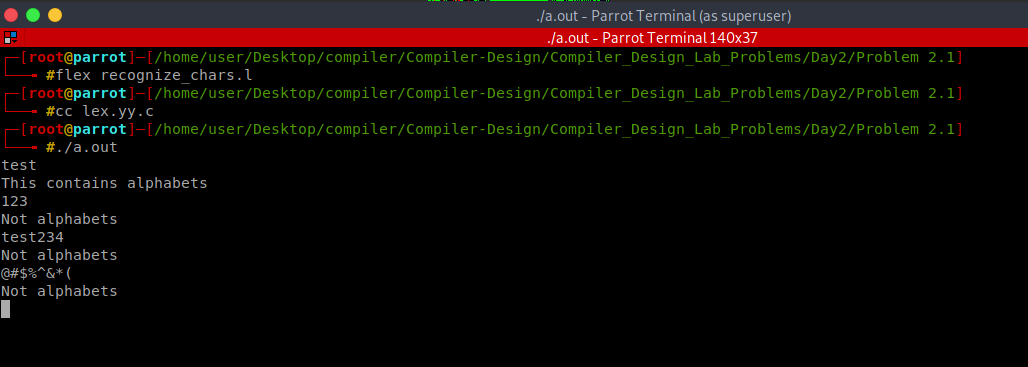 ./a.out - Parrot Terminal (as superuser)
./a.out - Parrot Terminal 140x37
┌─[root@parrot]─[/home/user/Desktop/compiler/Compiler-Design/Compiler_Design_Lab_Problems/Day2/Problem 2.1]
└──╼ #flex recognize_chars.l
┌─[root@parrot]─[/home/user/Desktop/compiler/Compiler-Design/Compiler_Design_Lab_Problems/Day2/Problem 2.1]
└──╼ #cc lex.yy.c
┌─[root@parrot]─[/home/user/Desktop/compiler/Compiler-Design/Compiler_Design_Lab_Problems/Day2/Problem 2.1]
└──╼ #./a.out
test
This contains alphabets
123
Not alphabets
test234
Not alphabets
@#$%^&*(
Not alphabets